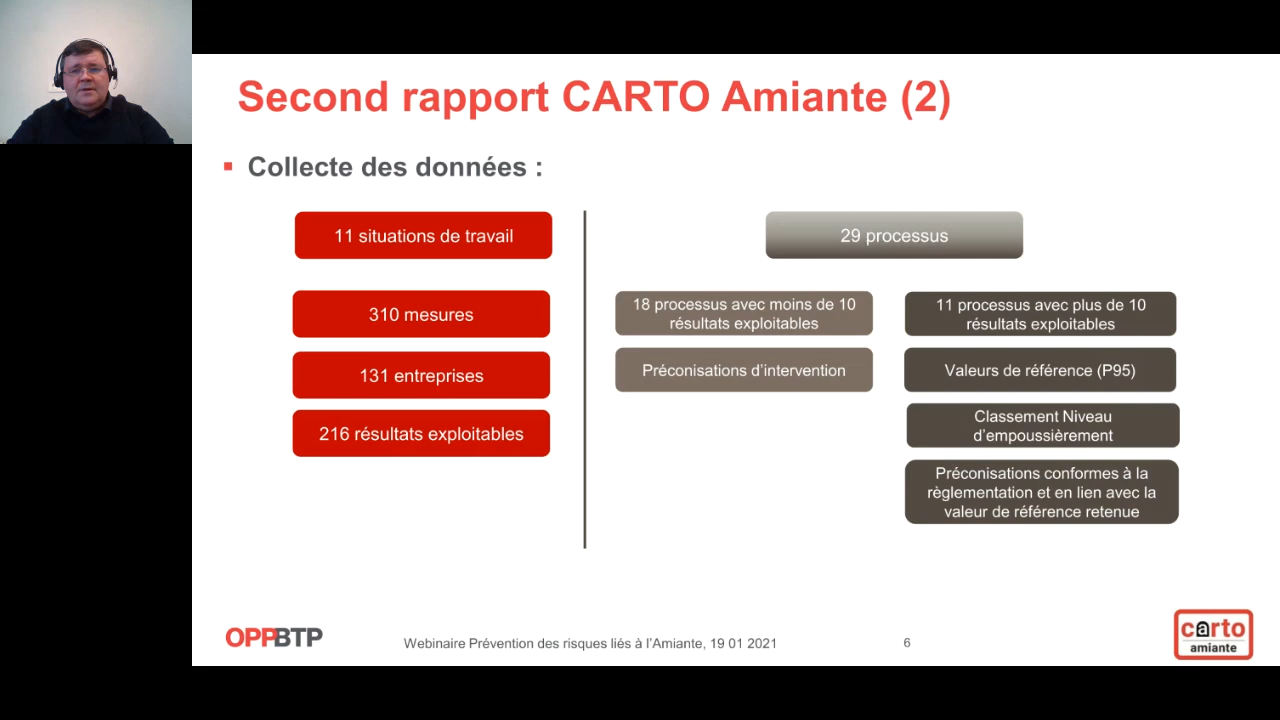 Second rapport CARTO Amiante (2)
▪ Collecte des données :
11 situations de travail
310 mesures
131 entreprises
216 résultats exploitables
29 processus
18 processus avec moins de 10
résultats exploitables
Préconisations d'intervention
11 processus avec plus de 10
résultats exploitables
Valeurs de référence (P95)
Classement Niveau
d'empoussièrement
Préconisations conformes à la
règlementation et en lien avec la
valeur de référence retenue
OPPBTP
Webinaire Prévention des risques liés à l'Amiante, 19 01 2021
6
carto
amiante